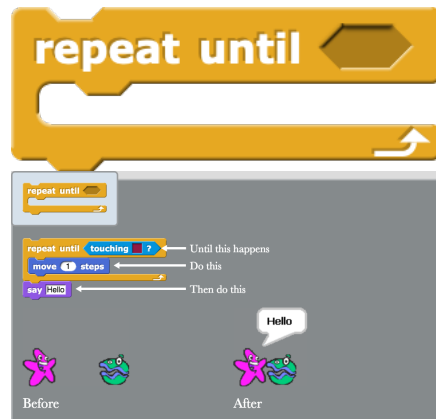 repeat until
repeat until
repeat until touching ?
Until this happens
move 1 steps
Do this
say Hello
Then do this
Hello
Before
After